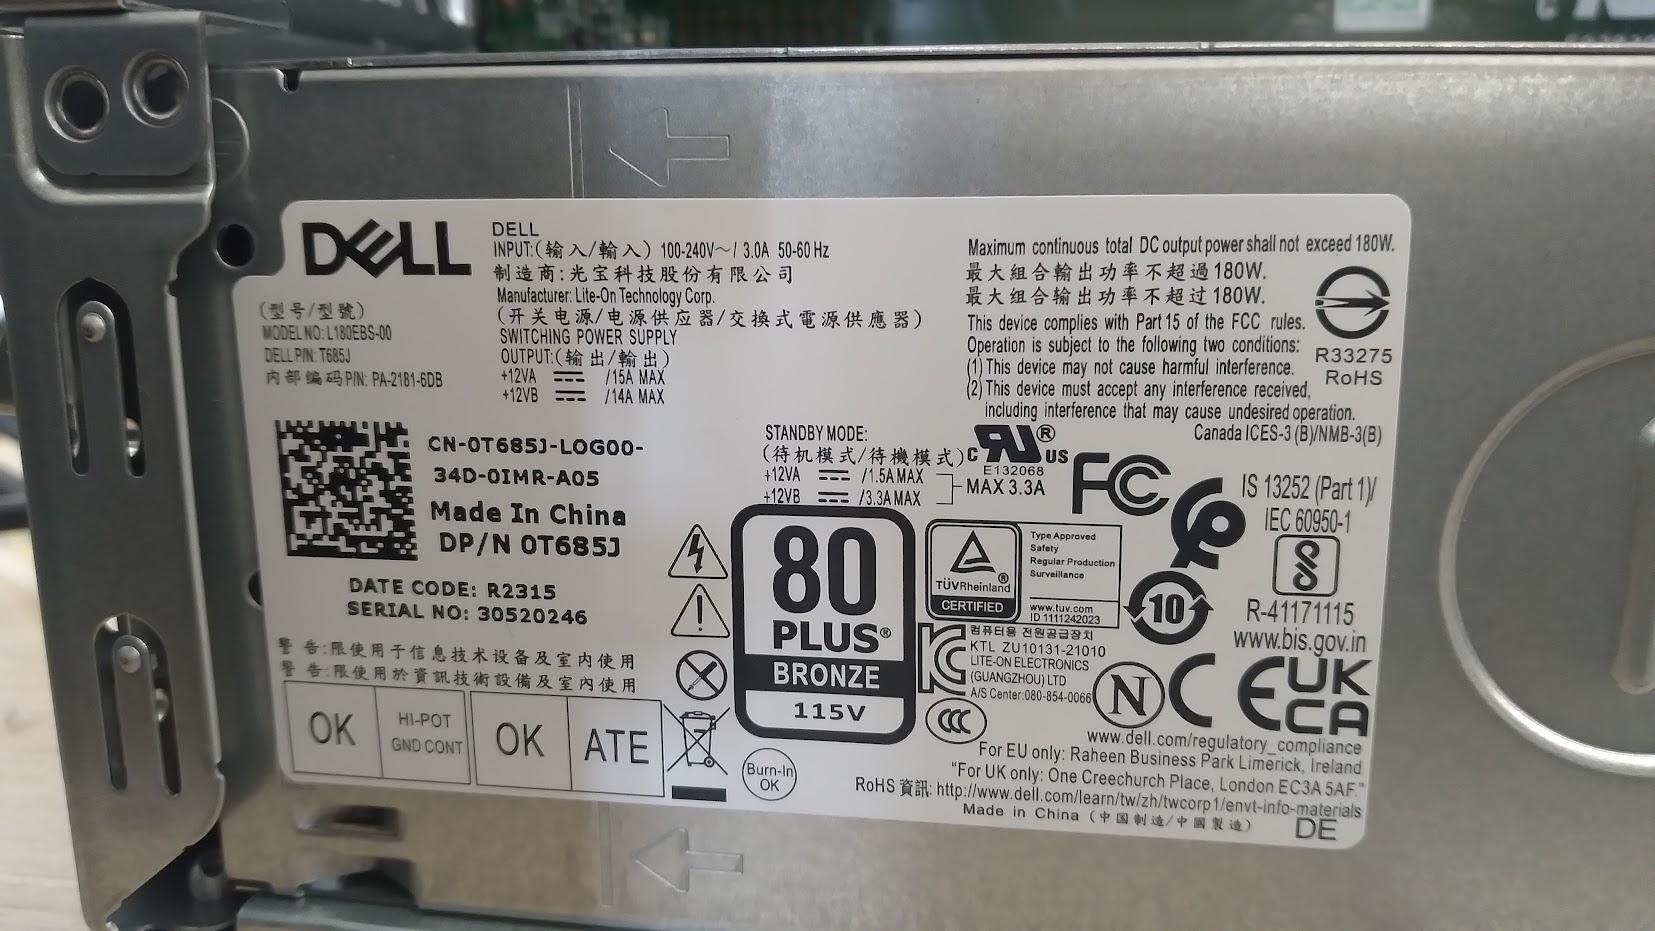 DELL
DELL
INPUT:(输入/輸入) 100-240V～/ 3.0A 50-60 Hz
制造商:光宝科技股份有限公司
Manufacturer: Lite-On Technology Corp.
(开关电源/电源供应器/交換式電源供應器)
SWITCHING POWER SUPPLY
OUTPUT:(输出/輸出)
+12VA ⎓ /15A MAX
+12VB ⎓ /14A MAX
(型号/型號)
MODEL NO: L180EBS-00
DELL P/N: T685J
内部编码P/N: PA-2181-6DB
CN-0T685J-LOG00-
34D-0IMR-A05
Made In China
DP/N 0T685J
DATE CODE: R2315
SERIAL NO: 30520246
警告:限使用于信息技术设备及室内使用
警告:限使用於資訊技術設備及室內使用
OK
HI-POT
GND CONT
OK
ATE
STANDBY MODE:
(待机模式/待機模式)
+12VA ⎓ /1.5A MAX
+12VB ⎓ /3.3A MAX
MAX 3.3A
80
PLUS®
BRONZE
115V
Burn-In
OK
Maximum continuous total DC output power shall not exceed 180W.
最大组合輸出功率不超過180W.
最大组合输出功率不超过180W.
This device complies with Part 15 of the FCC rules.
Operation is subject to the following two conditions:
(1) This device may not cause harmful interference.
(2) This device must accept any interference received,
including interference that may cause undesired operation.
Canada ICES-3 (B)/NMB-3(B)
R33275
RoHS
C RU ® US
E132068
FC
IS 13252 (Part 1)/
IEC 60950-1
R-41171115
www.bis.gov.in
TÜVRheinland ®
CERTIFIED
Type Approved
Safety
Regular Production
Surveillance
www.tuv.com
ID 1111242023
10
컴퓨터용 전원공급장치
KTL ZU10131-21010
LITE-ON ELECTRONICS
(GUANGZHOU) LTD
A/S Center:080-854-0066
CCC
N
CE
UK
CA
www.dell.com/regulatory_compliance
For EU only: Raheen Business Park Limerick, Ireland
"For UK only: One Creechurch Place, London EC3A 5AF."
RoHS 資訊: http://www.dell.com/learn/tw/zh/twcorp1/envt-info-materials
Made in China (中国制造/中國製造)
DE